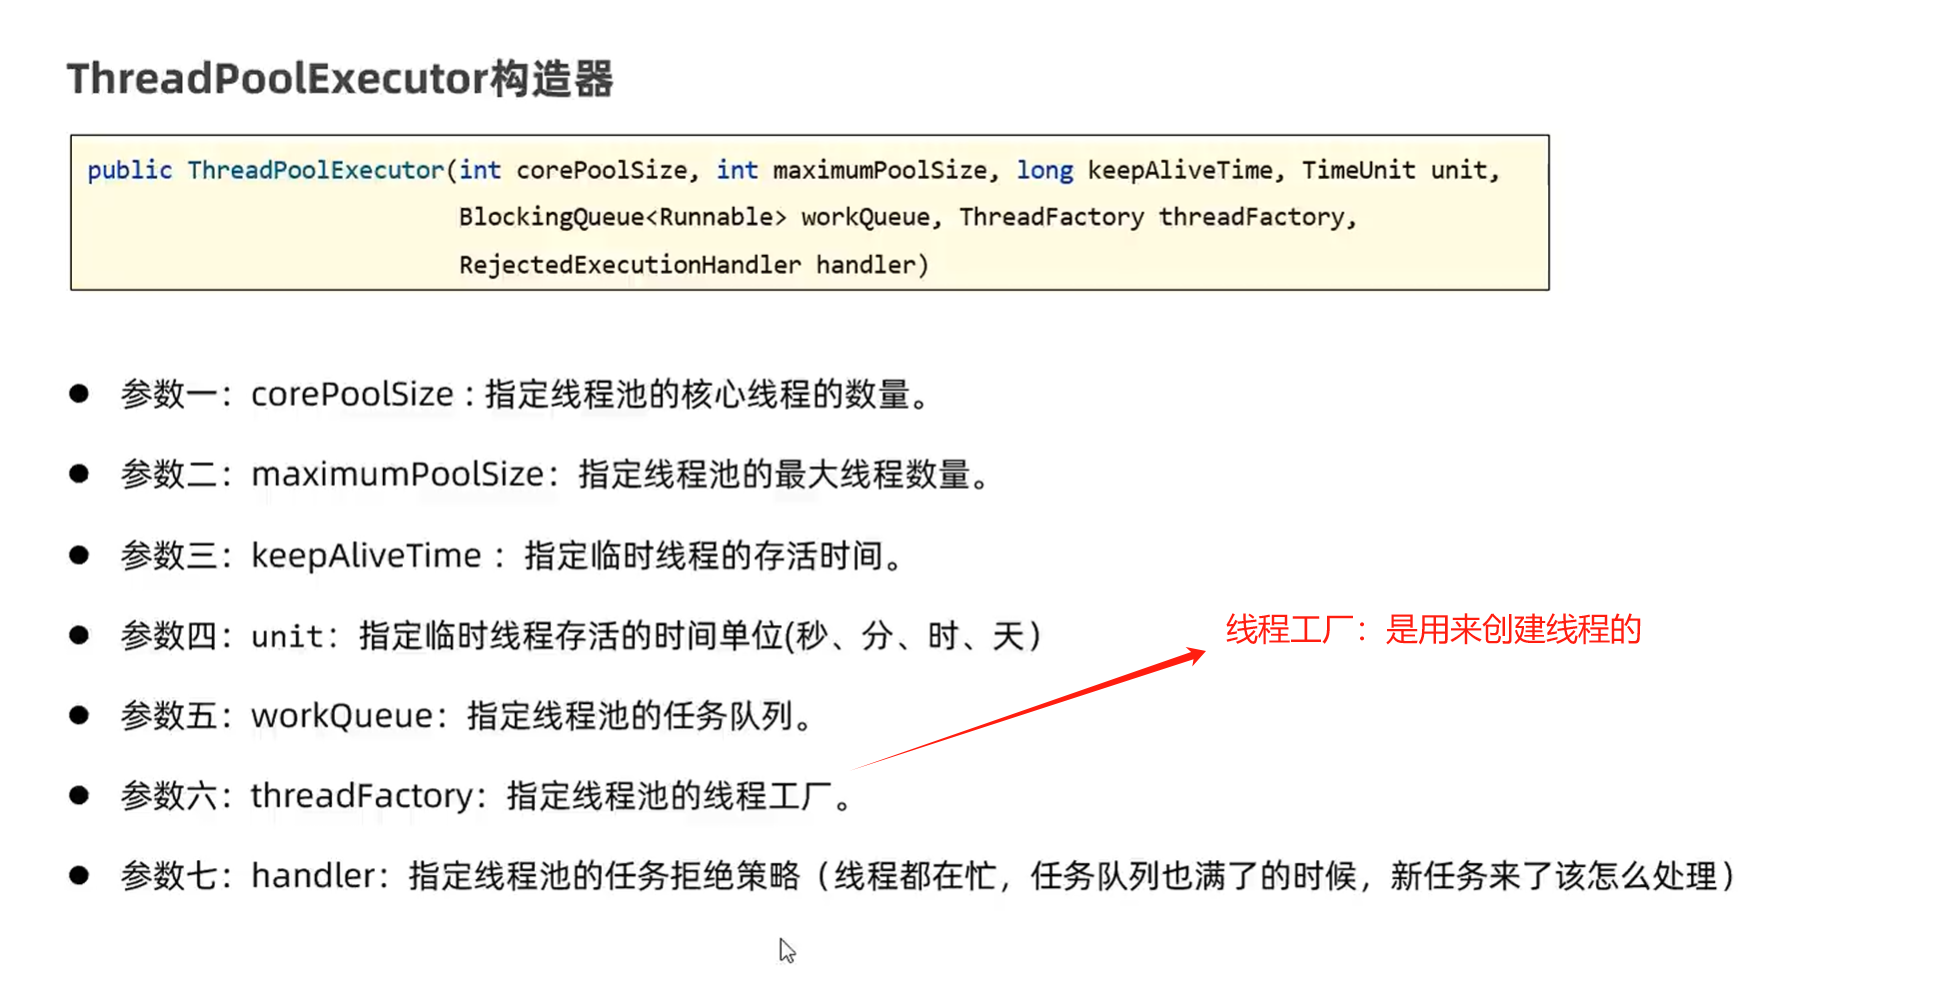 ThreadPoolExecutor构造器
public ThreadPoolExecutor(int corePoolSize, int maximumPoolSize, long keepAliveTime, TimeUnit unit,
BlockingQueue<Runnable> workQueue, ThreadFactory threadFactory,
RejectedExecutionHandler handler)
● 参数一：corePoolSize : 指定线程池的核心线程的数量。
● 参数二：maximumPoolSize：指定线程池的最大线程数量。
● 参数三：keepAliveTime ：指定临时线程的存活时间。
● 参数四：unit：指定临时线程存活的时间单位(秒、分、时、天）
线程工厂：是用来创建线程的
● 参数五：workQueue：指定线程池的任务队列。
● 参数六：threadFactory：指定线程池的线程工厂。
● 参数七：handler：指定线程池的任务拒绝策略（线程都在忙，任务队列也满了的时候，新任务来了该怎么处理）